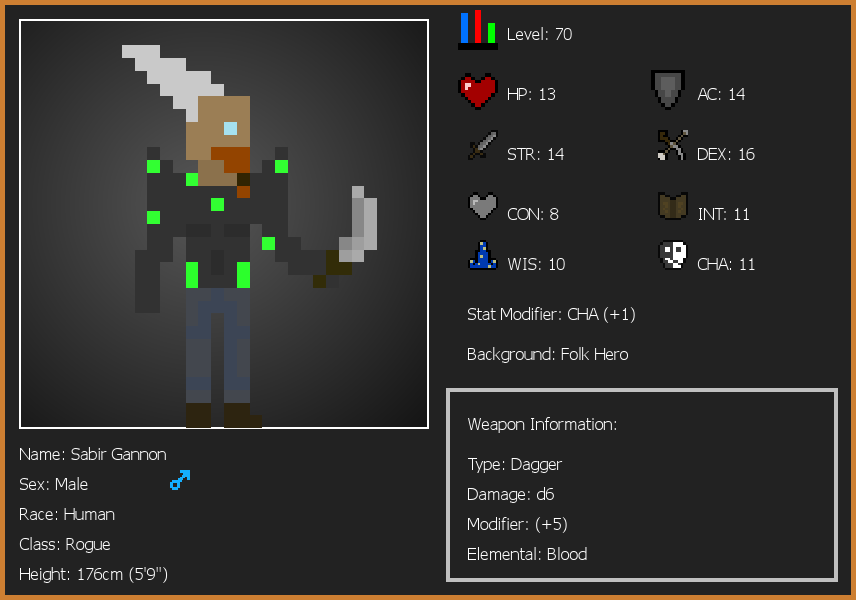 Level: 70
HP: 13
AC: 14
STR: 14
DEX: 16
CON: 8
INT: 11
WIS: 10
CHA: 11
Stat Modifier: CHA (+1)
Background: Folk Hero
Weapon Information:
Type: Dagger
Damage: d6
Modifier: (+5)
Elemental: Blood
Name: Sabir Gannon
Sex: Male
Race: Human
Class: Rogue
Height: 176cm (5'9")